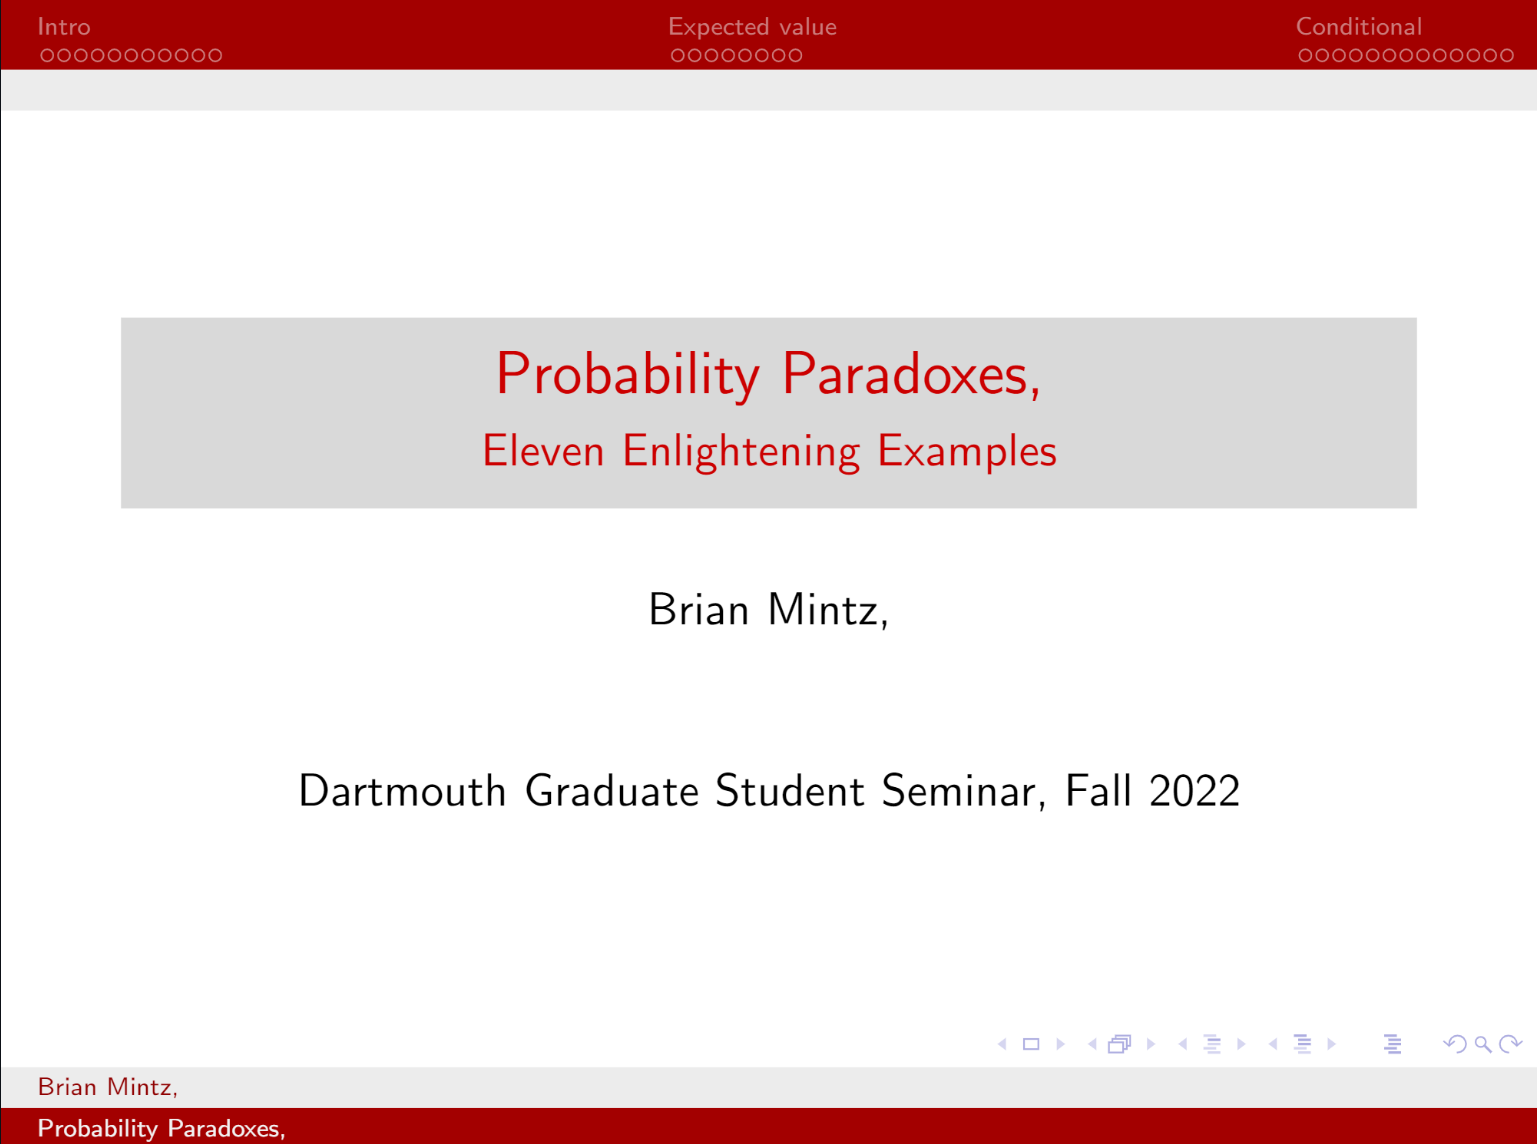 Intro
Expected value
Conditional
Probability Paradoxes,
Eleven Enlightening Examples
Brian Mintz,
Dartmouth Graduate Student Seminar, Fall 2022
Brian Mintz,
Probability Paradoxes,